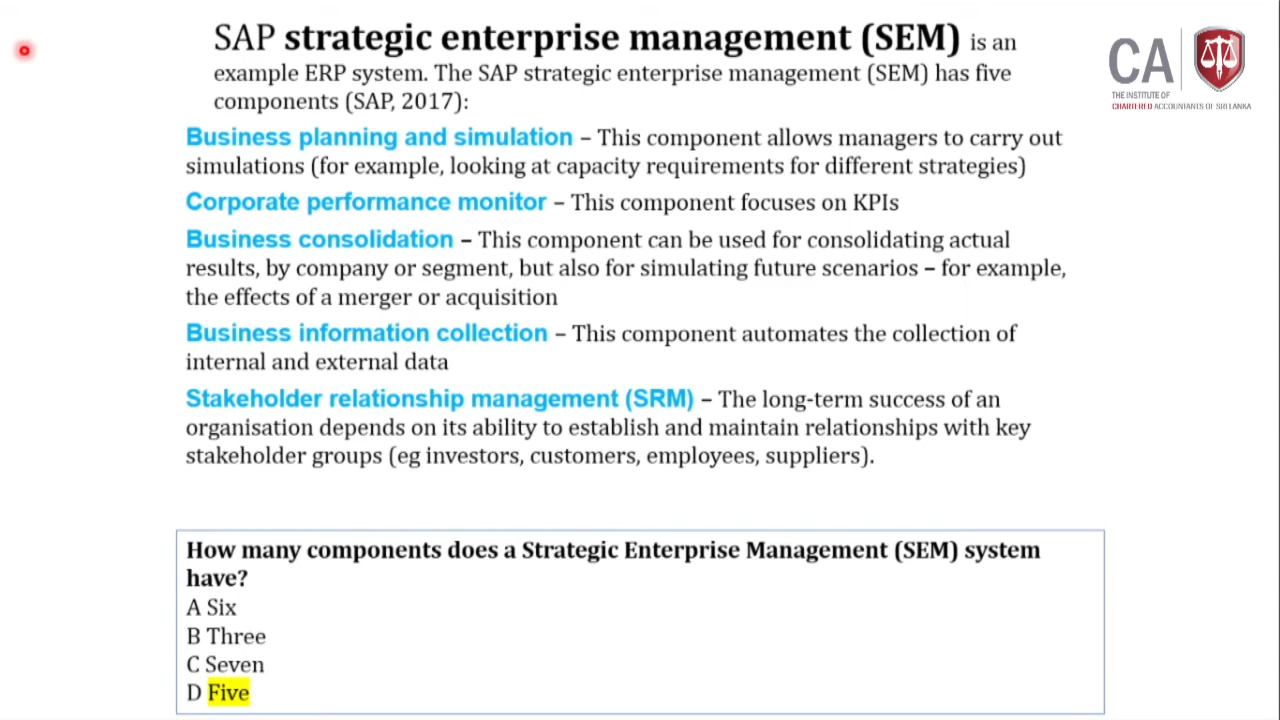 SAP strategic enterprise management (SEM) is an
example ERP system. The SAP strategic enterprise management (SEM) has five
components (SAP, 2017):
CA
THE INSTITUTE OF
CHARTERED ACCOUNTANTS OF SRI LANKA
Business planning and simulation – This component allows managers to carry out
simulations (for example, looking at capacity requirements for different strategies)
Corporate performance monitor – This component focuses on KPIs
Business consolidation – This component can be used for consolidating actual
results, by company or segment, but also for simulating future scenarios – for example,
the effects of a merger or acquisition
Business information collection – This component automates the collection of
internal and external data
Stakeholder relationship management (SRM) – The long-term success of an
organisation depends on its ability to establish and maintain relationships with key
stakeholder groups (eg investors, customers, employees, suppliers).
How many components does a Strategic Enterprise Management (SEM) system
have?
A Six
B Three
C Seven
D Five